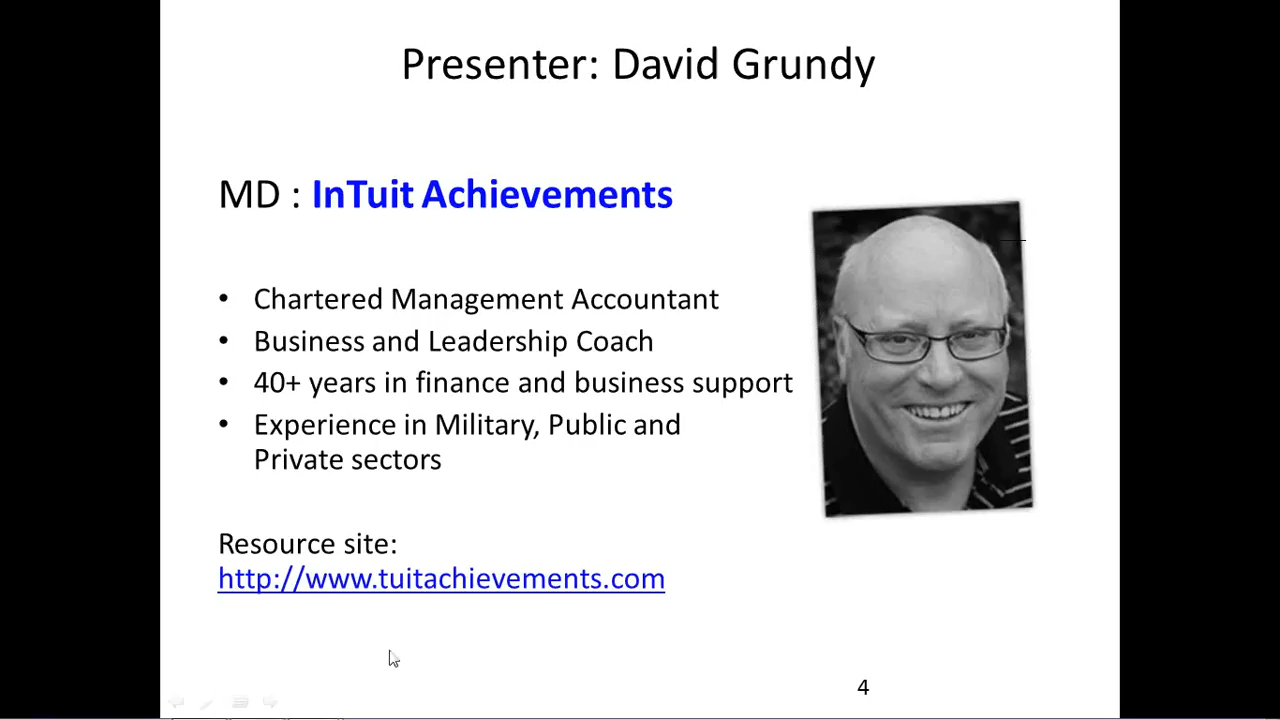 Presenter: David Grundy
MD : InTuit Achievements
• Chartered Management Accountant
• Business and Leadership Coach
• 40+ years in finance and business support
• Experience in Military, Public and
Private sectors
Resource site:
http://www.tuitachievements.com
4